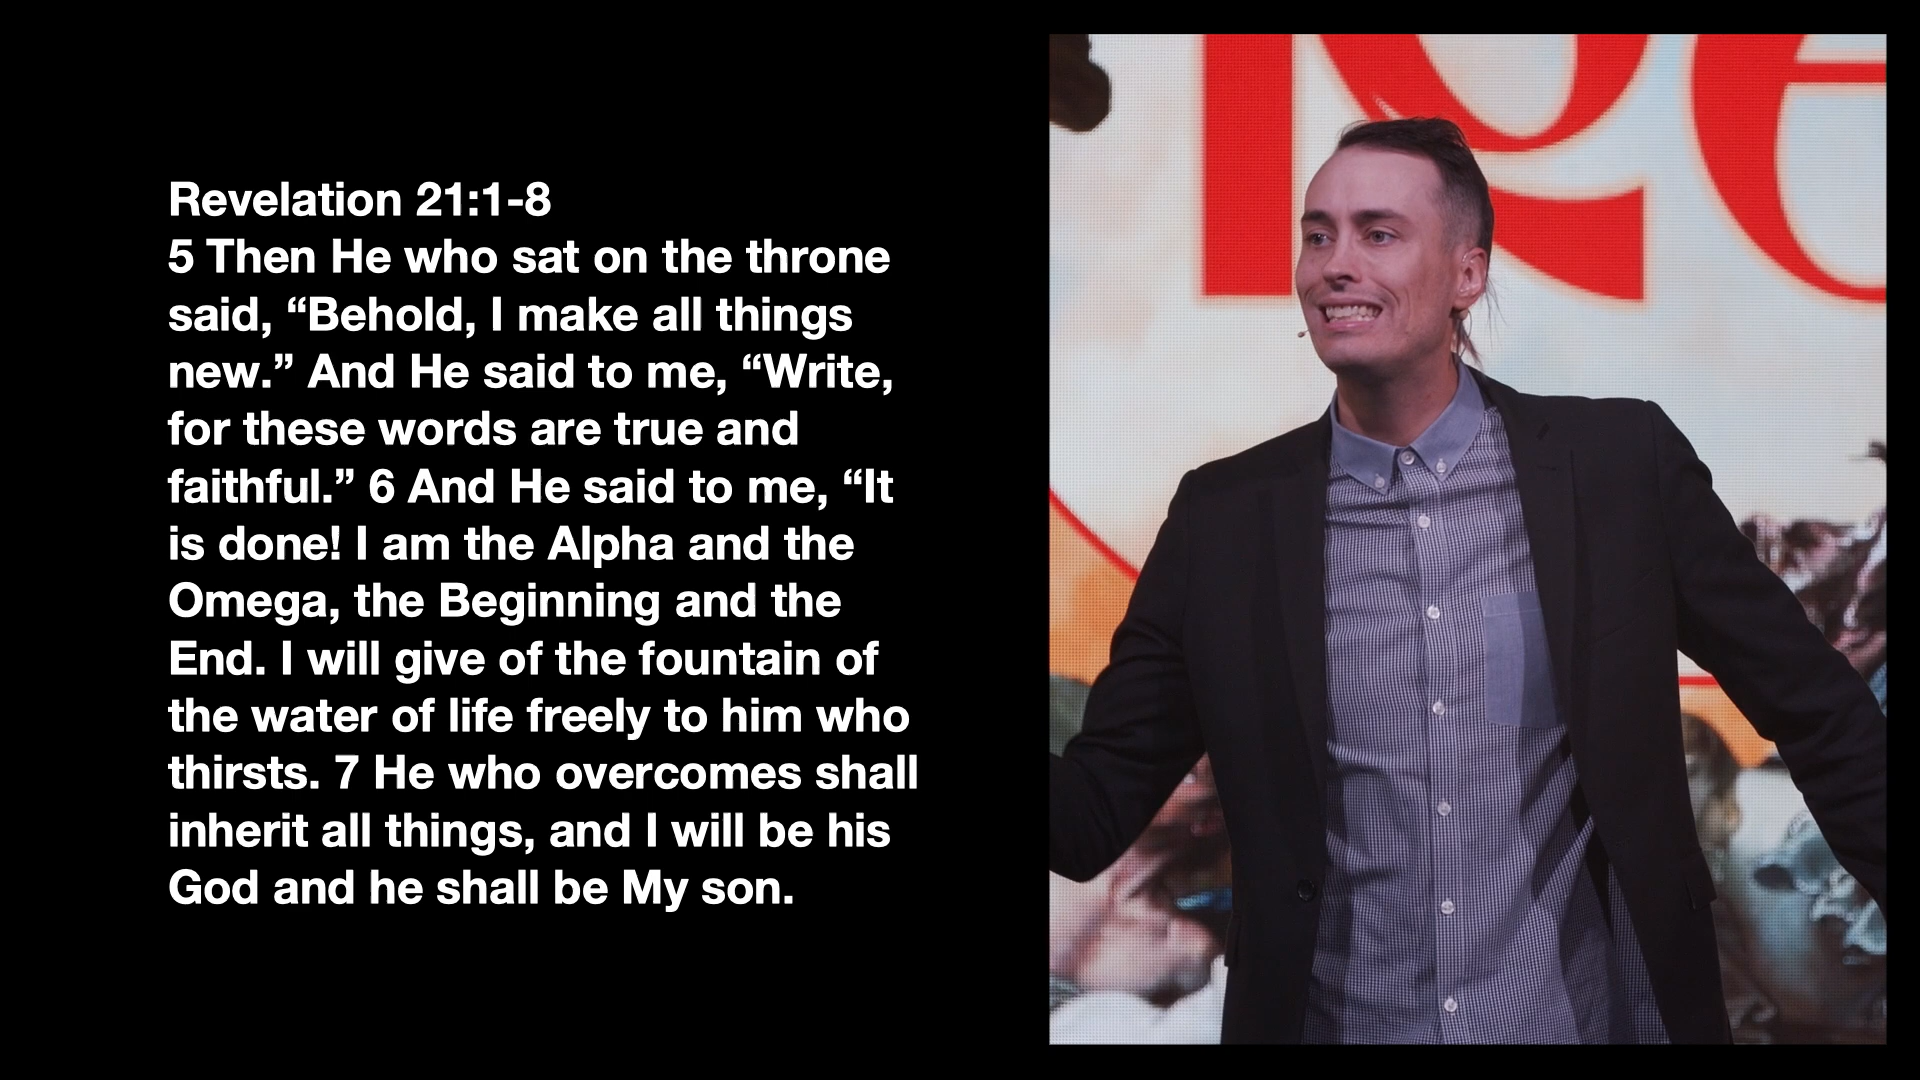 Revelation 21:1-8
5 Then He who sat on the throne
said, “Behold, I make all things
new.” And He said to me, “Write,
for these words are true and
faithful.” 6 And He said to me, “It
is done! I am the Alpha and the
Omega, the Beginning and the
End. I will give of the fountain of
the water of life freely to him who
thirsts. 7 He who overcomes shall
inherit all things, and I will be his
God and he shall be My son.